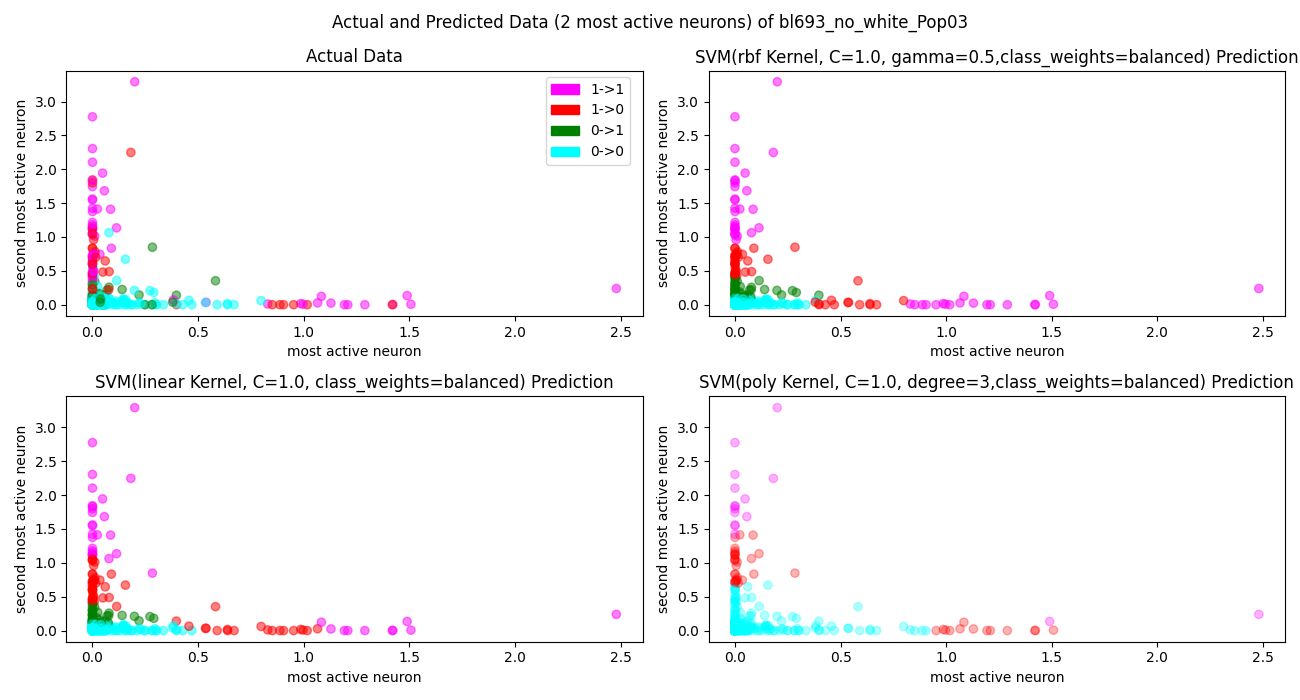 Actual and Predicted Data (2 most active neurons) of bl693_no_white_Pop03
Actual Data
second most active neuron
3.0
2.5
2.0
1.5
1.0
0.5
0.0
1->1
1->0
0->1
0->0
0.0 0.5 1.0 1.5 2.0 2.5
most active neuron
SVM(rbf Kernel, C=1.0, gamma=0.5,class_weights=balanced) Prediction
second most active neuron
3.0
2.5
2.0
1.5
1.0
0.5
0.0
0.0 0.5 1.0 1.5 2.0 2.5
most active neuron
SVM(linear Kernel, C=1.0, class_weights=balanced) Prediction
second most active neuron
3.0
2.5
2.0
1.5
1.0
0.5
0.0
0.0 0.5 1.0 1.5 2.0 2.5
most active neuron
SVM(poly Kernel, C=1.0, degree=3,class_weights=balanced) Prediction
second most active neuron
3.0
2.5
2.0
1.5
1.0
0.5
0.0
0.0 0.5 1.0 1.5 2.0 2.5
most active neuron